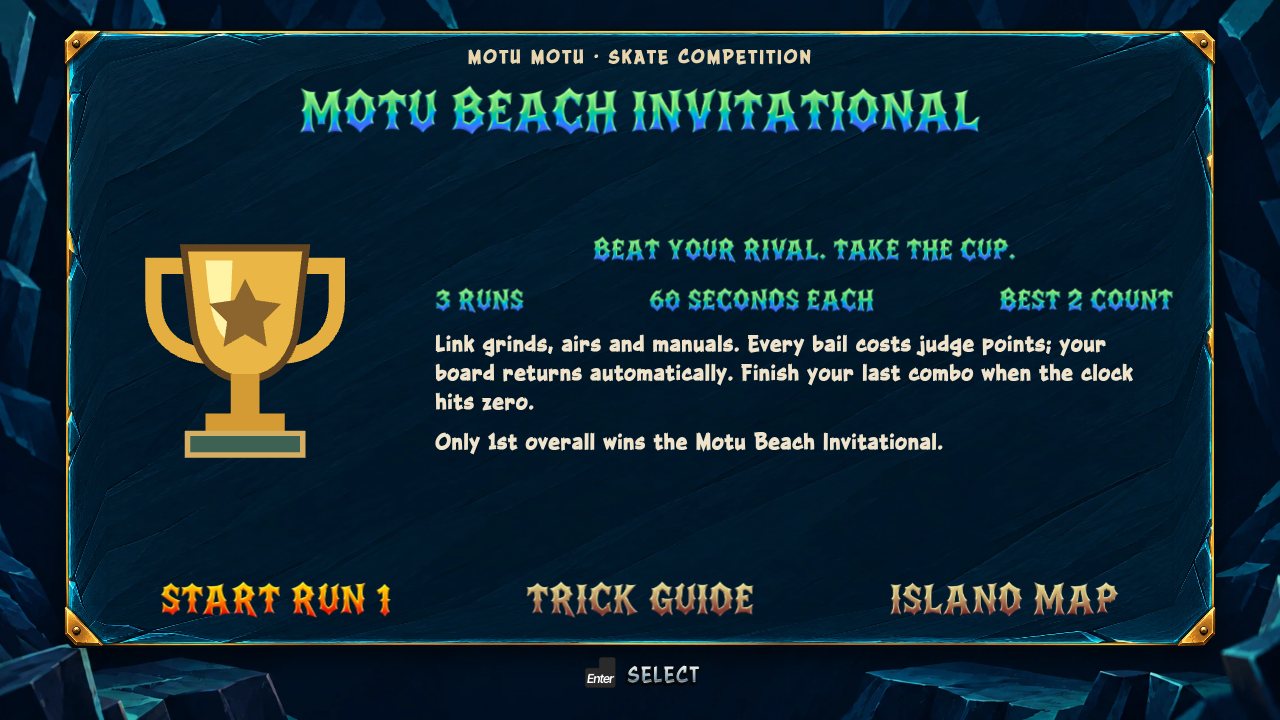 MOTU MOTU · SKATE COMPETITION
MOTU BEACH INVITATIONAL
BEAT YOUR RIVAL. TAKE THE CUP.
3 RUNS 60 SECONDS EACH BEST 2 COUNT
Link grinds, airs and manuals. Every bail costs judge points; your
board returns automatically. Finish your last combo when the clock
hits zero.
Only 1st overall wins the Motu Beach Invitational.
START RUN 1 TRICK GUIDE ISLAND MAP
Enter SELECT